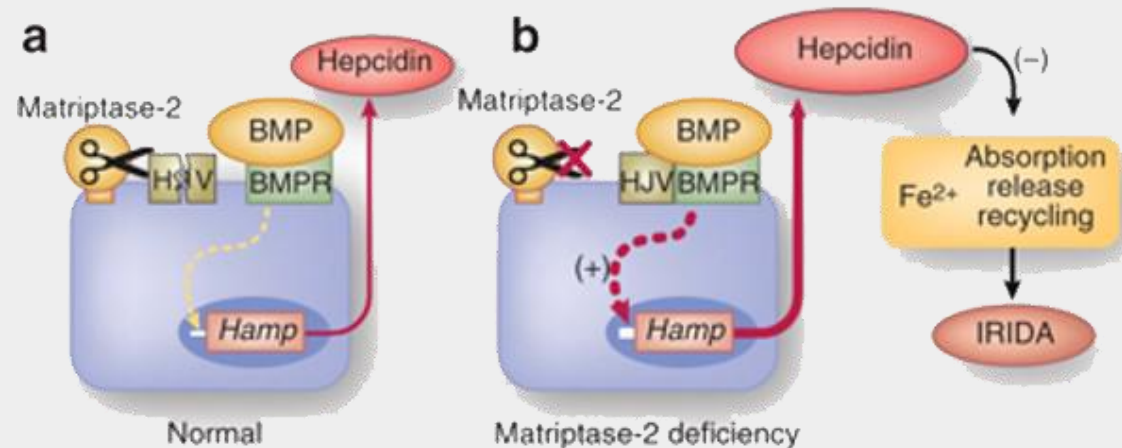 a
Hepcidin
Matriptase-2
BMP
BMPR
Hamp
Normal
b
Hepcidin
(–)
Matriptase-2
BMP
HJV
BMPR
Fe2+
Absorption
release
recycling
(+)
Hamp
IRIDA
Matriptase-2 deficiency